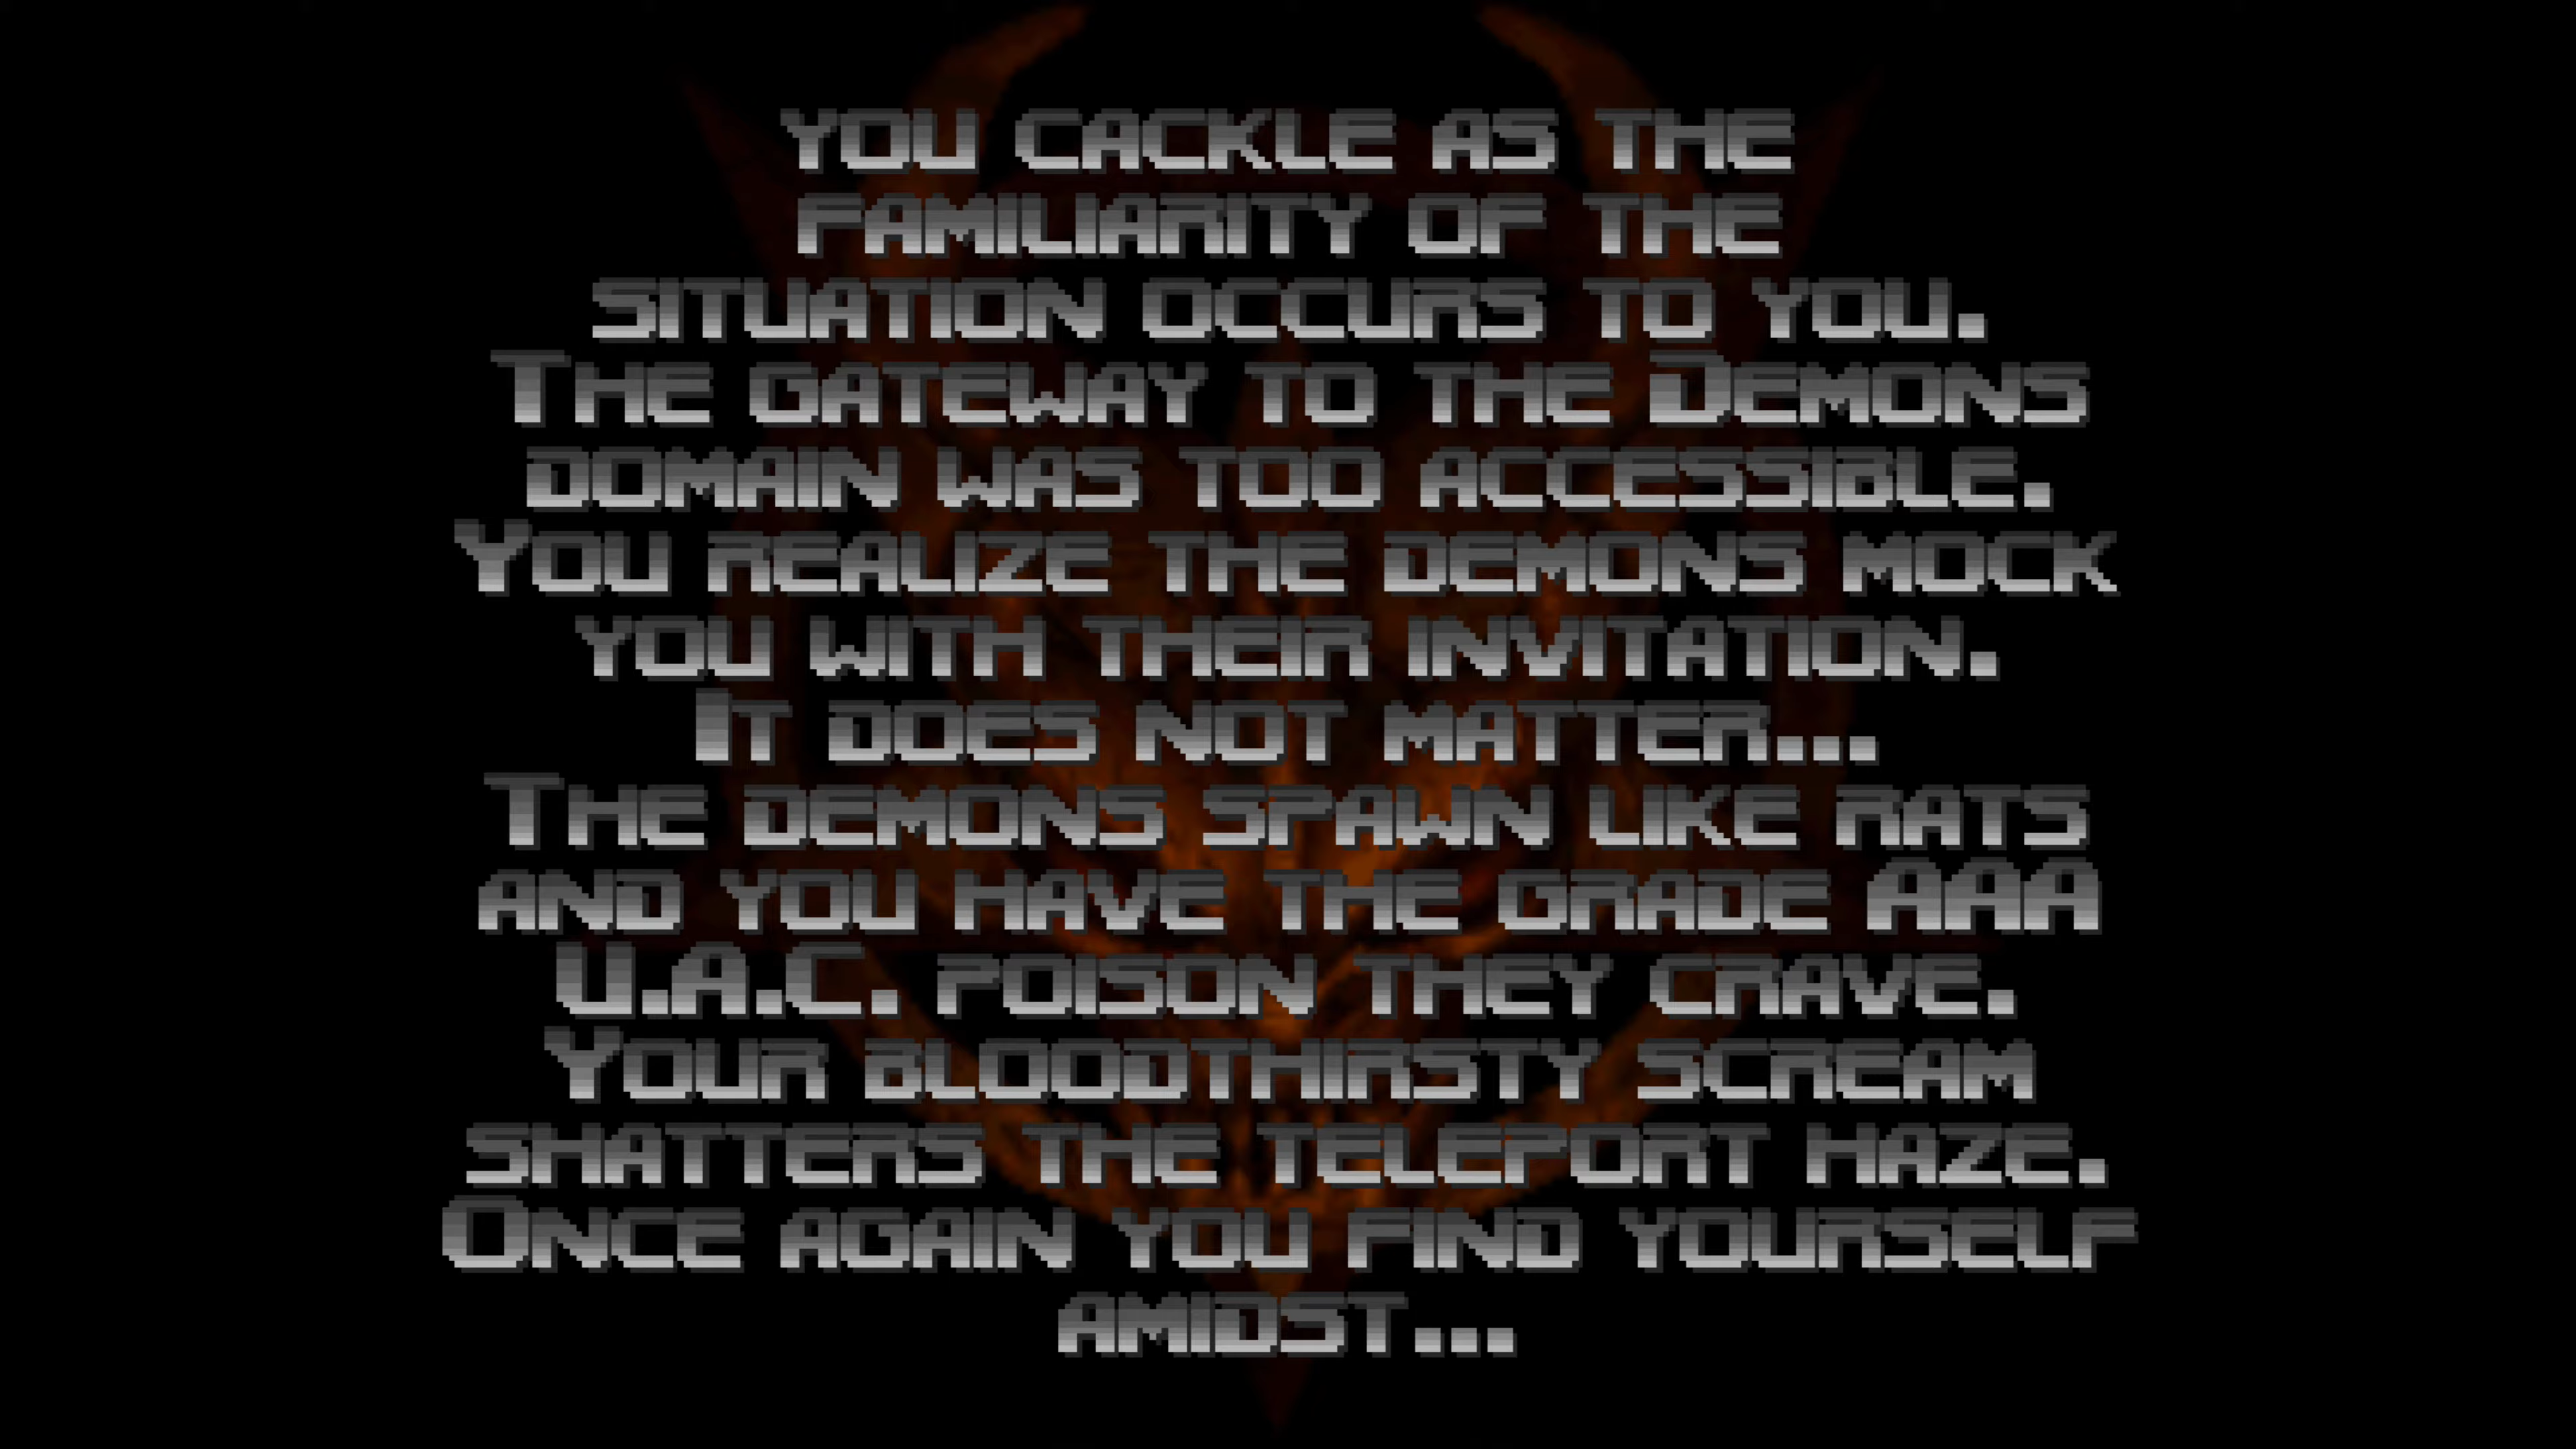 you cackle as the
familiarity of the
situation occurs to you.
The gateway to the Demons
domain was too accessible.
You realize the demons mock
you with their invitation.
It does not matter...
The demons spawn like rats
and you have the grade AAA
U.A.C. poison they crave.
Your bloodthirsty scream
shatters the teleport haze.
Once again you find yourself
amidst...